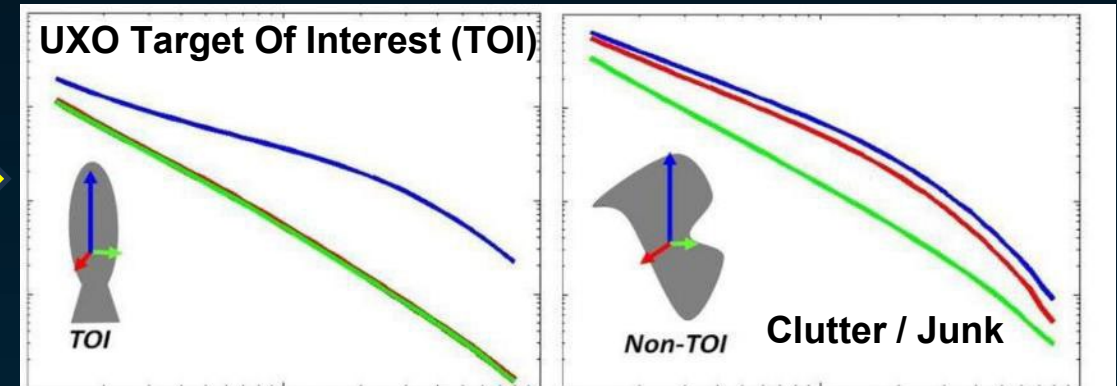 UXO Target Of Interest (TOI)
TOI
Non-TOI
Clutter / Junk